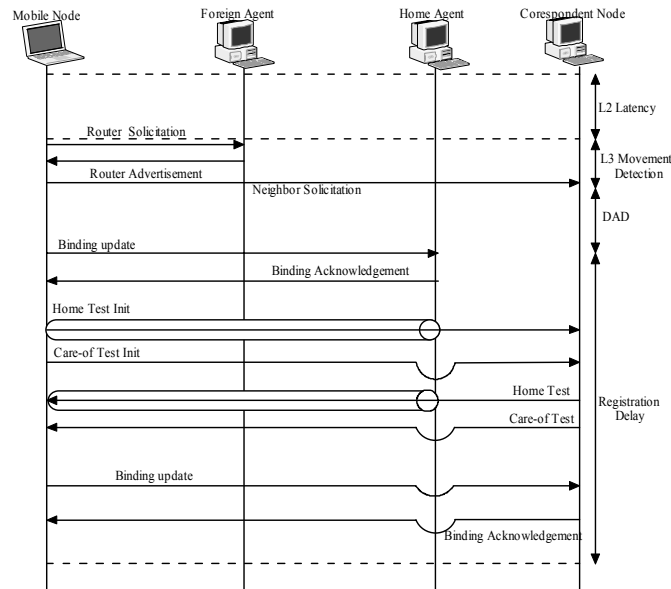 Mobile Node
Foreign Agent
Home Agent
Corespondent Node
L2 Latency
Router Solicitation
L3 Movement
Detection
Router Advertisement
Neighbor Solicitation
DAD
Binding update
Binding Acknowledgement
Home Test Init
Care-of Test Init
Home Test
Registration
Delay
Care-of Test
Binding update
Binding Acknowledgement